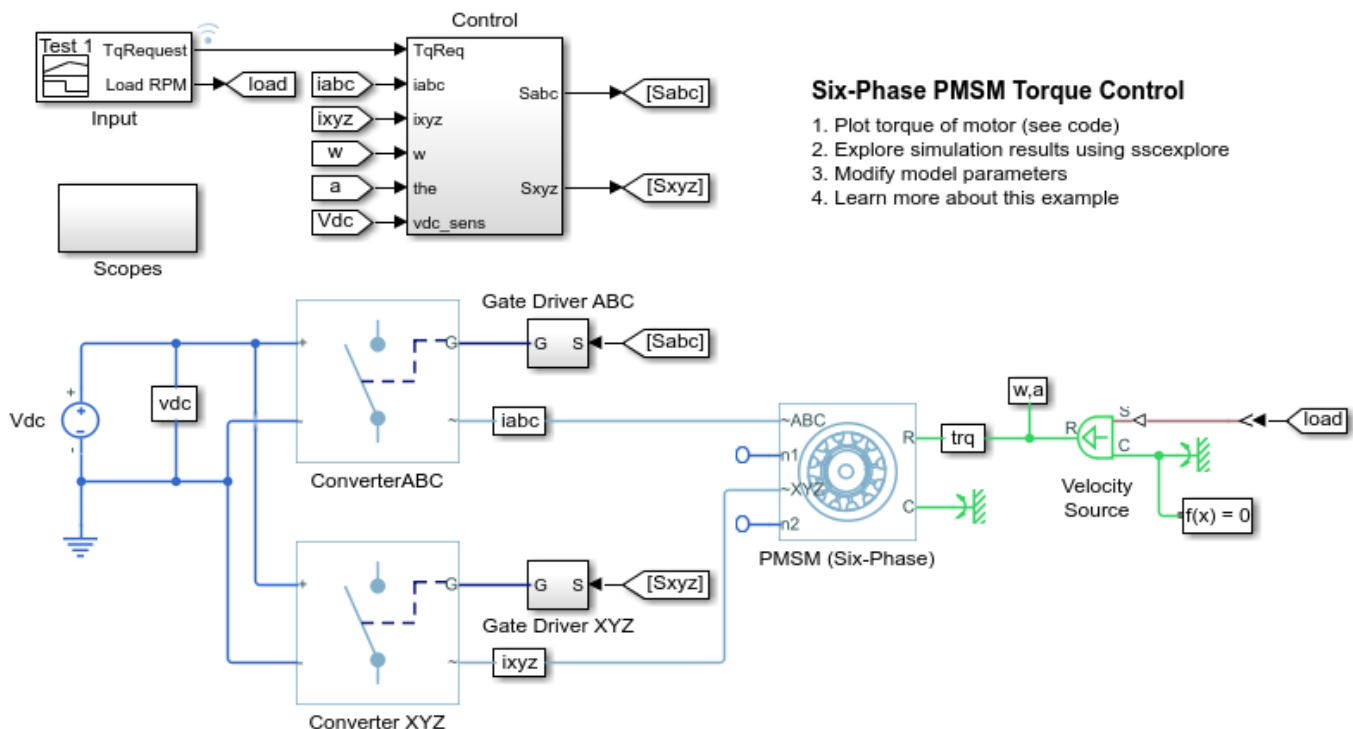 Control
Test 1
TqRequest
Load RPM
Input
load
TqReq
iabc
iabc
ixyz
ixyz
w
w
a
the
Vdc
vdc_sens
Sabc
[Sabc]
Sxyz
[Sxyz]
Six-Phase PMSM Torque Control
1. Plot torque of motor (see code)
2. Explore simulation results using sscexplore
3. Modify model parameters
4. Learn more about this example
Scopes
Gate Driver ABC
+
G
G
S
[Sabc]
Vdc
+
+
-
-
vdc
-
~
iabc
ConverterABC
~ABC
n1
~XYZ
n2
R
C
PMSM (Six-Phase)
trq
w,a
R
S
C
load
Velocity
Source
f(x) = 0
+
G
G
S
[Sxyz]
Gate Driver XYZ
-
~
ixyz
Converter XYZ